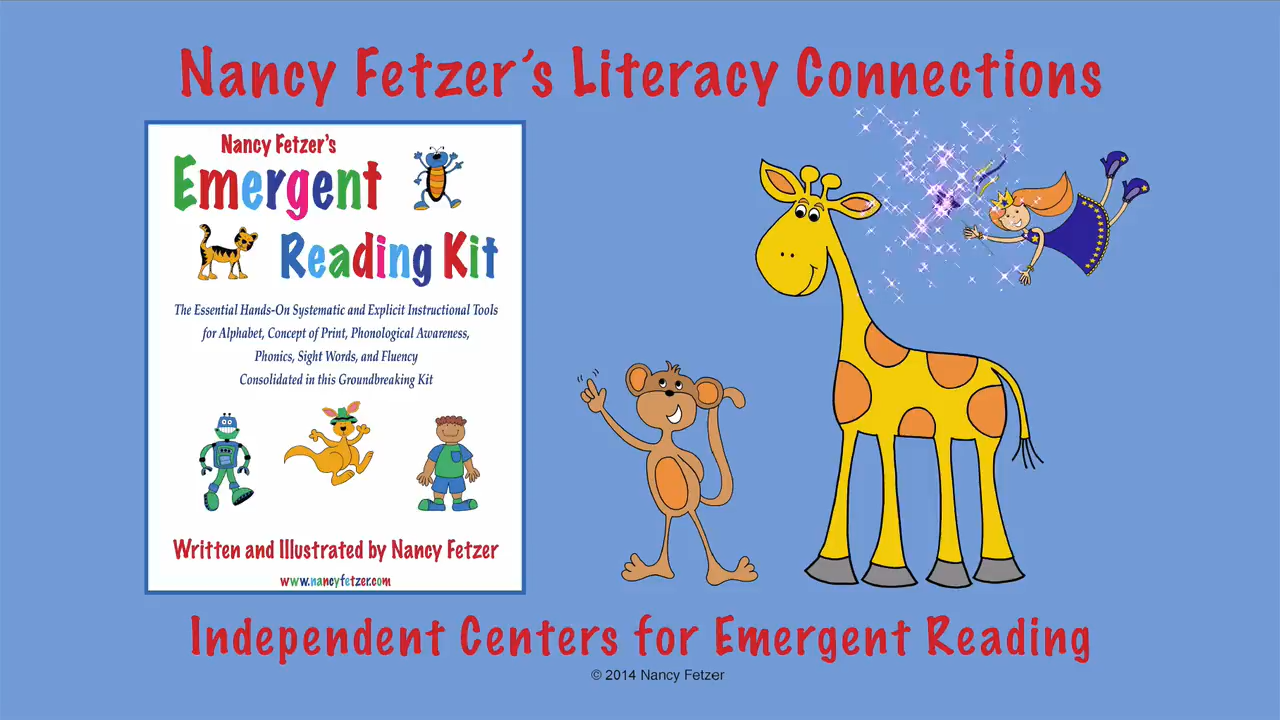 Nancy Fetzer's Literacy Connections
Nancy Fetzer's
Emergent
Reading Kit
The Essential Hands-On Systematic and Explicit Instructional Tools
for Alphabet, Concept of Print, Phonological Awareness,
Phonics, Sight Words, and Fluency
Consolidated in this Groundbreaking Kit
Written and Illustrated by Nancy Fetzer
www.nancyfetzer.com
Independent Centers for Emergent Reading
© 2014 Nancy Fetzer